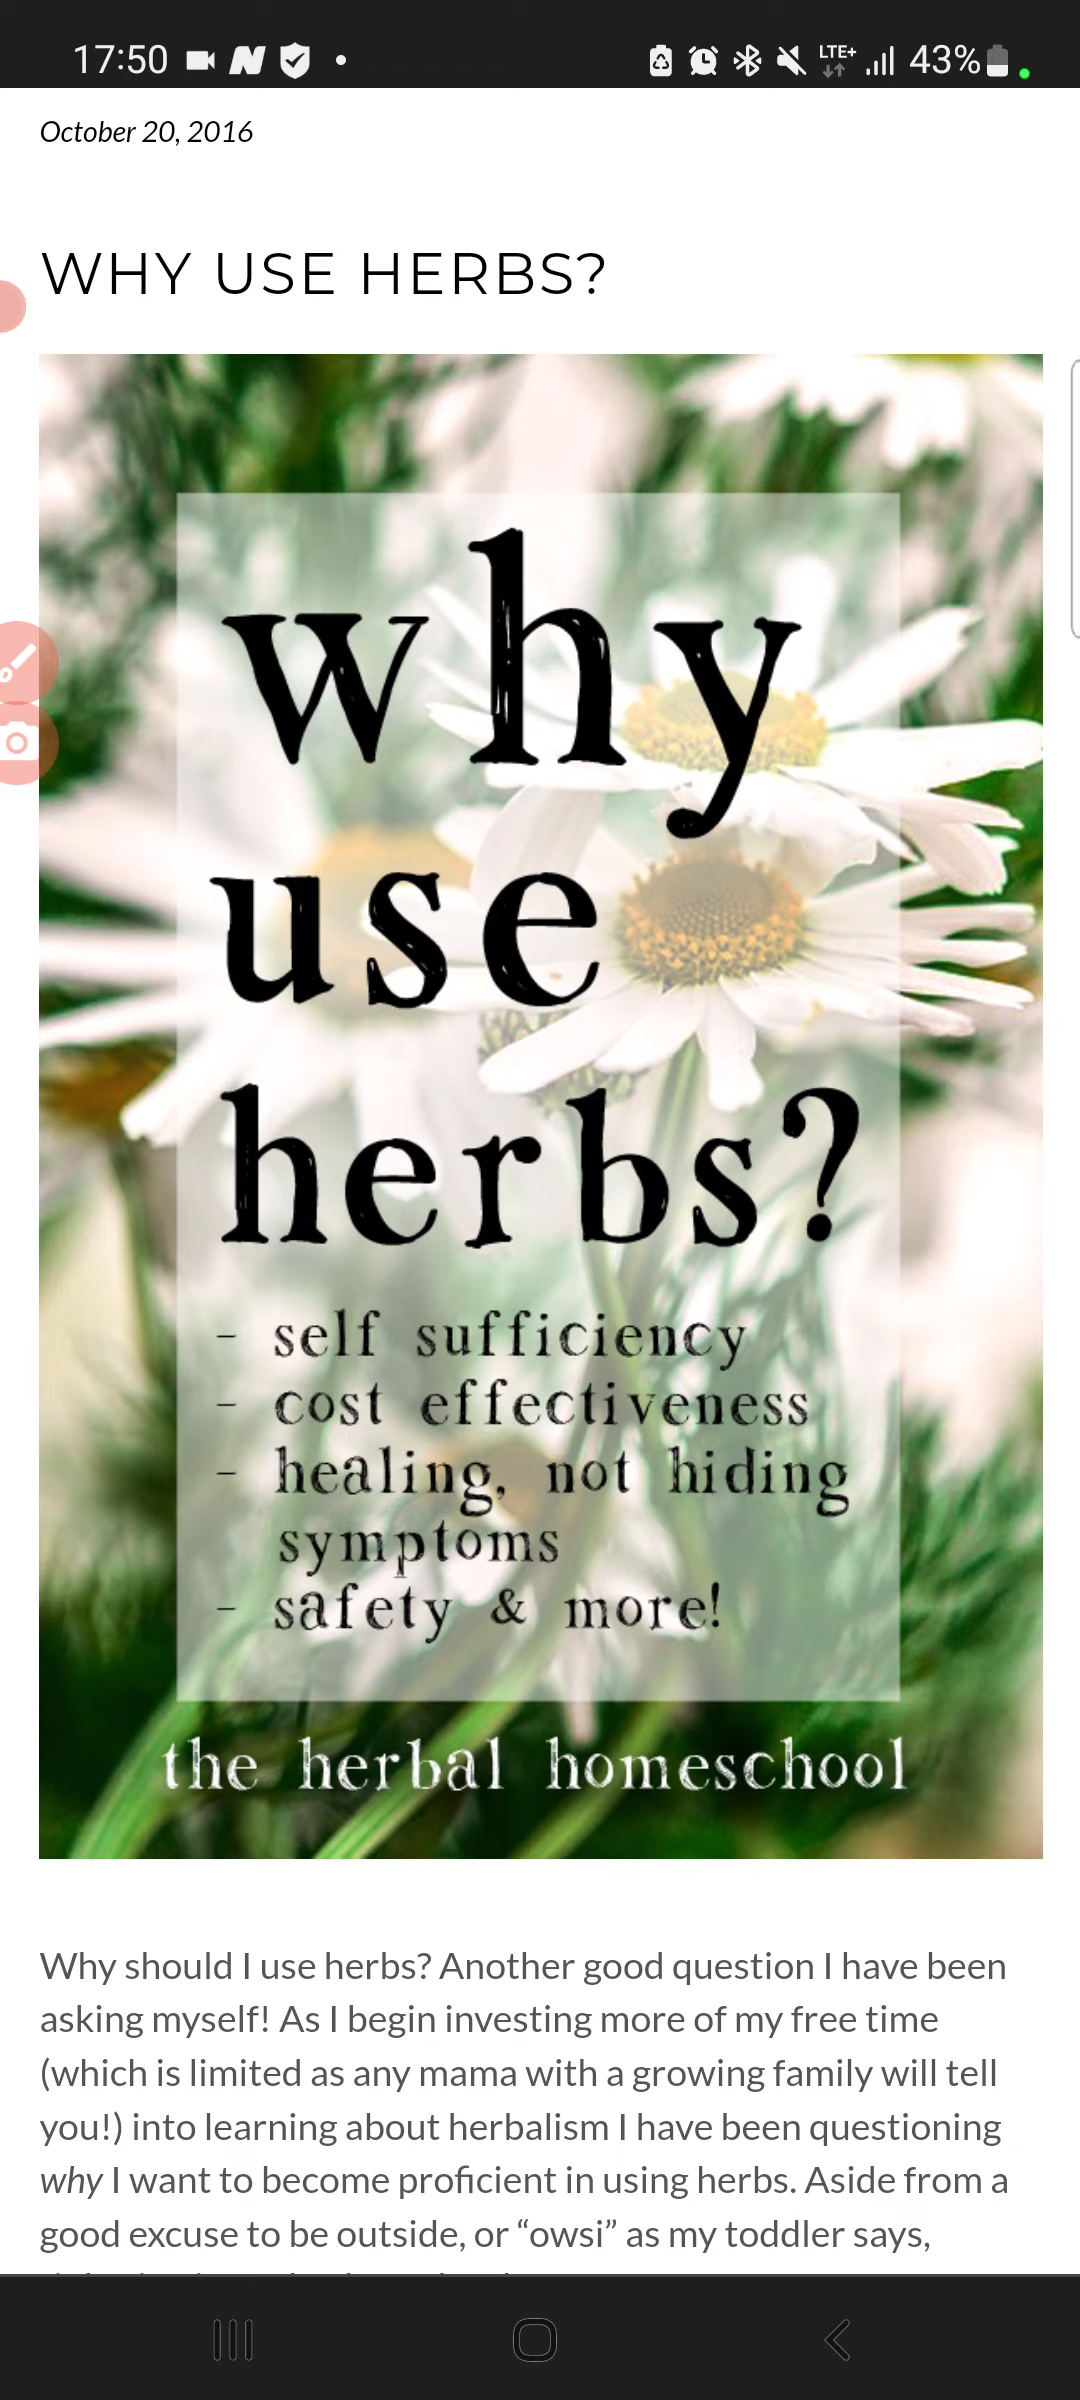 17:50 LTE+ 43%
October 20, 2016
WHY USE HERBS?
why
use
herbs?
- self sufficiency
- cost effectiveness
- healing, not hiding
symptoms
- safety & more!
the herbal homeschool
Why should I use herbs? Another good question I have been
asking myself! As I begin investing more of my free time
(which is limited as any mama with a growing family will tell
you!) into learning about herbalism I have been questioning
why I want to become proficient in using herbs. Aside from a
good excuse to be outside, or “owsi” as my toddler says,